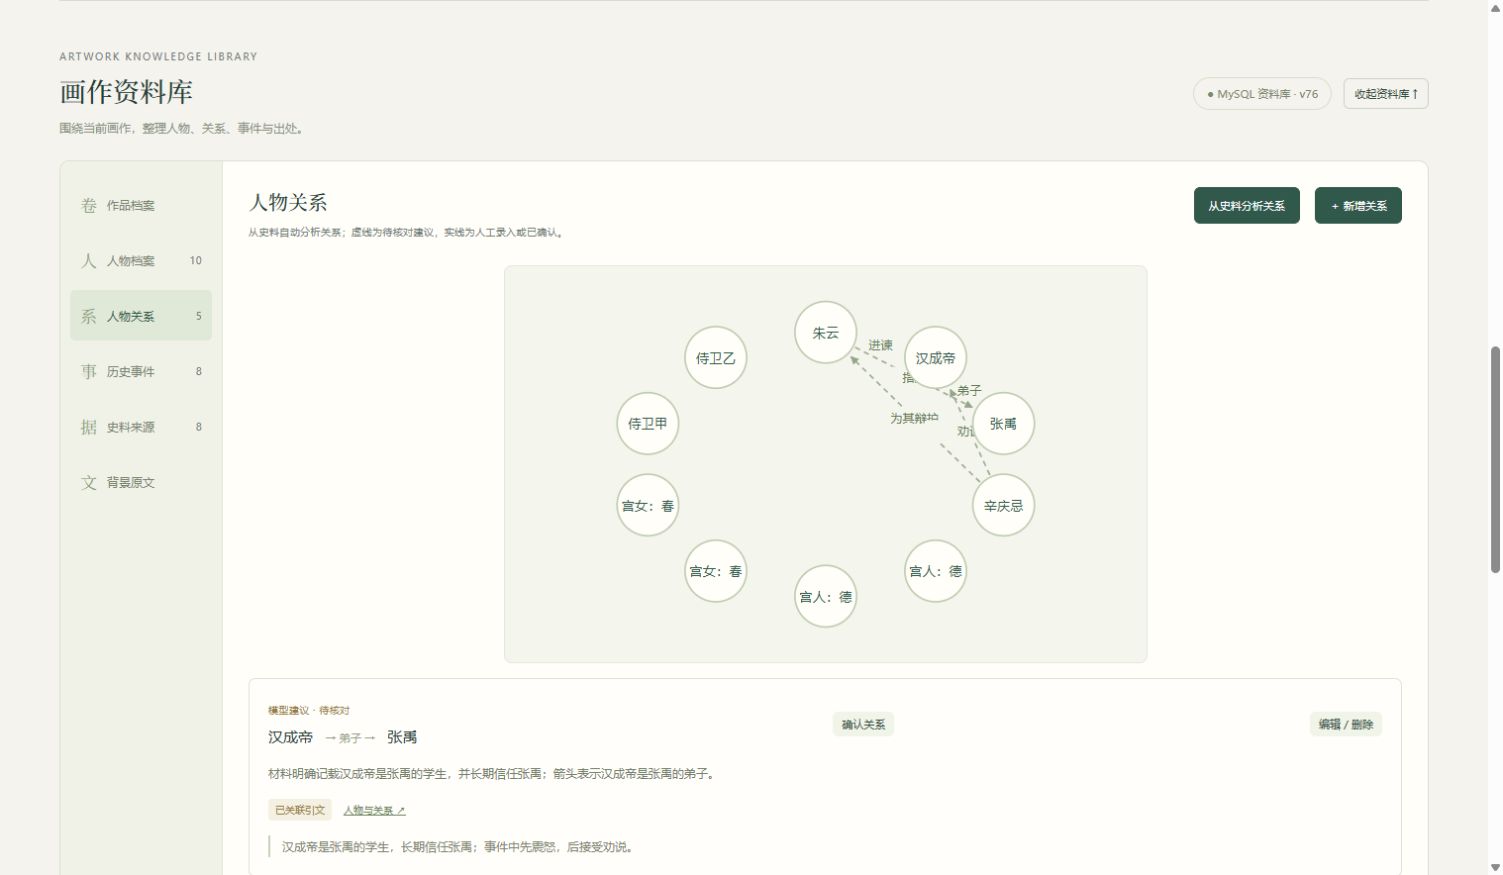 ARTWORK KNOWLEDGE LIBRARY
画作资料库
围绕当前画作，整理人物、关系、事件与出处。
● MySQL 资料库 · v76
收起资料库 ↑
卷 作品档案
人 人物档案 10
系 人物关系 5
事 历史事件 8
据 史料来源 8
文 背景原文
人物关系
从史料自动分析关系；虚线为待核对建议，实线为人工录入或已确认。
从史料分析关系
+ 新增关系
朱云
进谏
汉成帝
侍卫乙
弟子
为其辩护
张禹
侍卫甲
辛庆忌
宫女：春
宫女：春
宫人：德
宫人：德
模型建议 · 待核对
汉成帝 → 弟子 → 张禹
确认关系
编辑 / 删除
材料明确记载汉成帝是张禹的学生，并长期信任张禹；箭头表示汉成帝是张禹的弟子。
已关联引文 人物与关系 ↗
汉成帝是张禹的学生，长期信任张禹；事件中先震怒，后接受劝说。